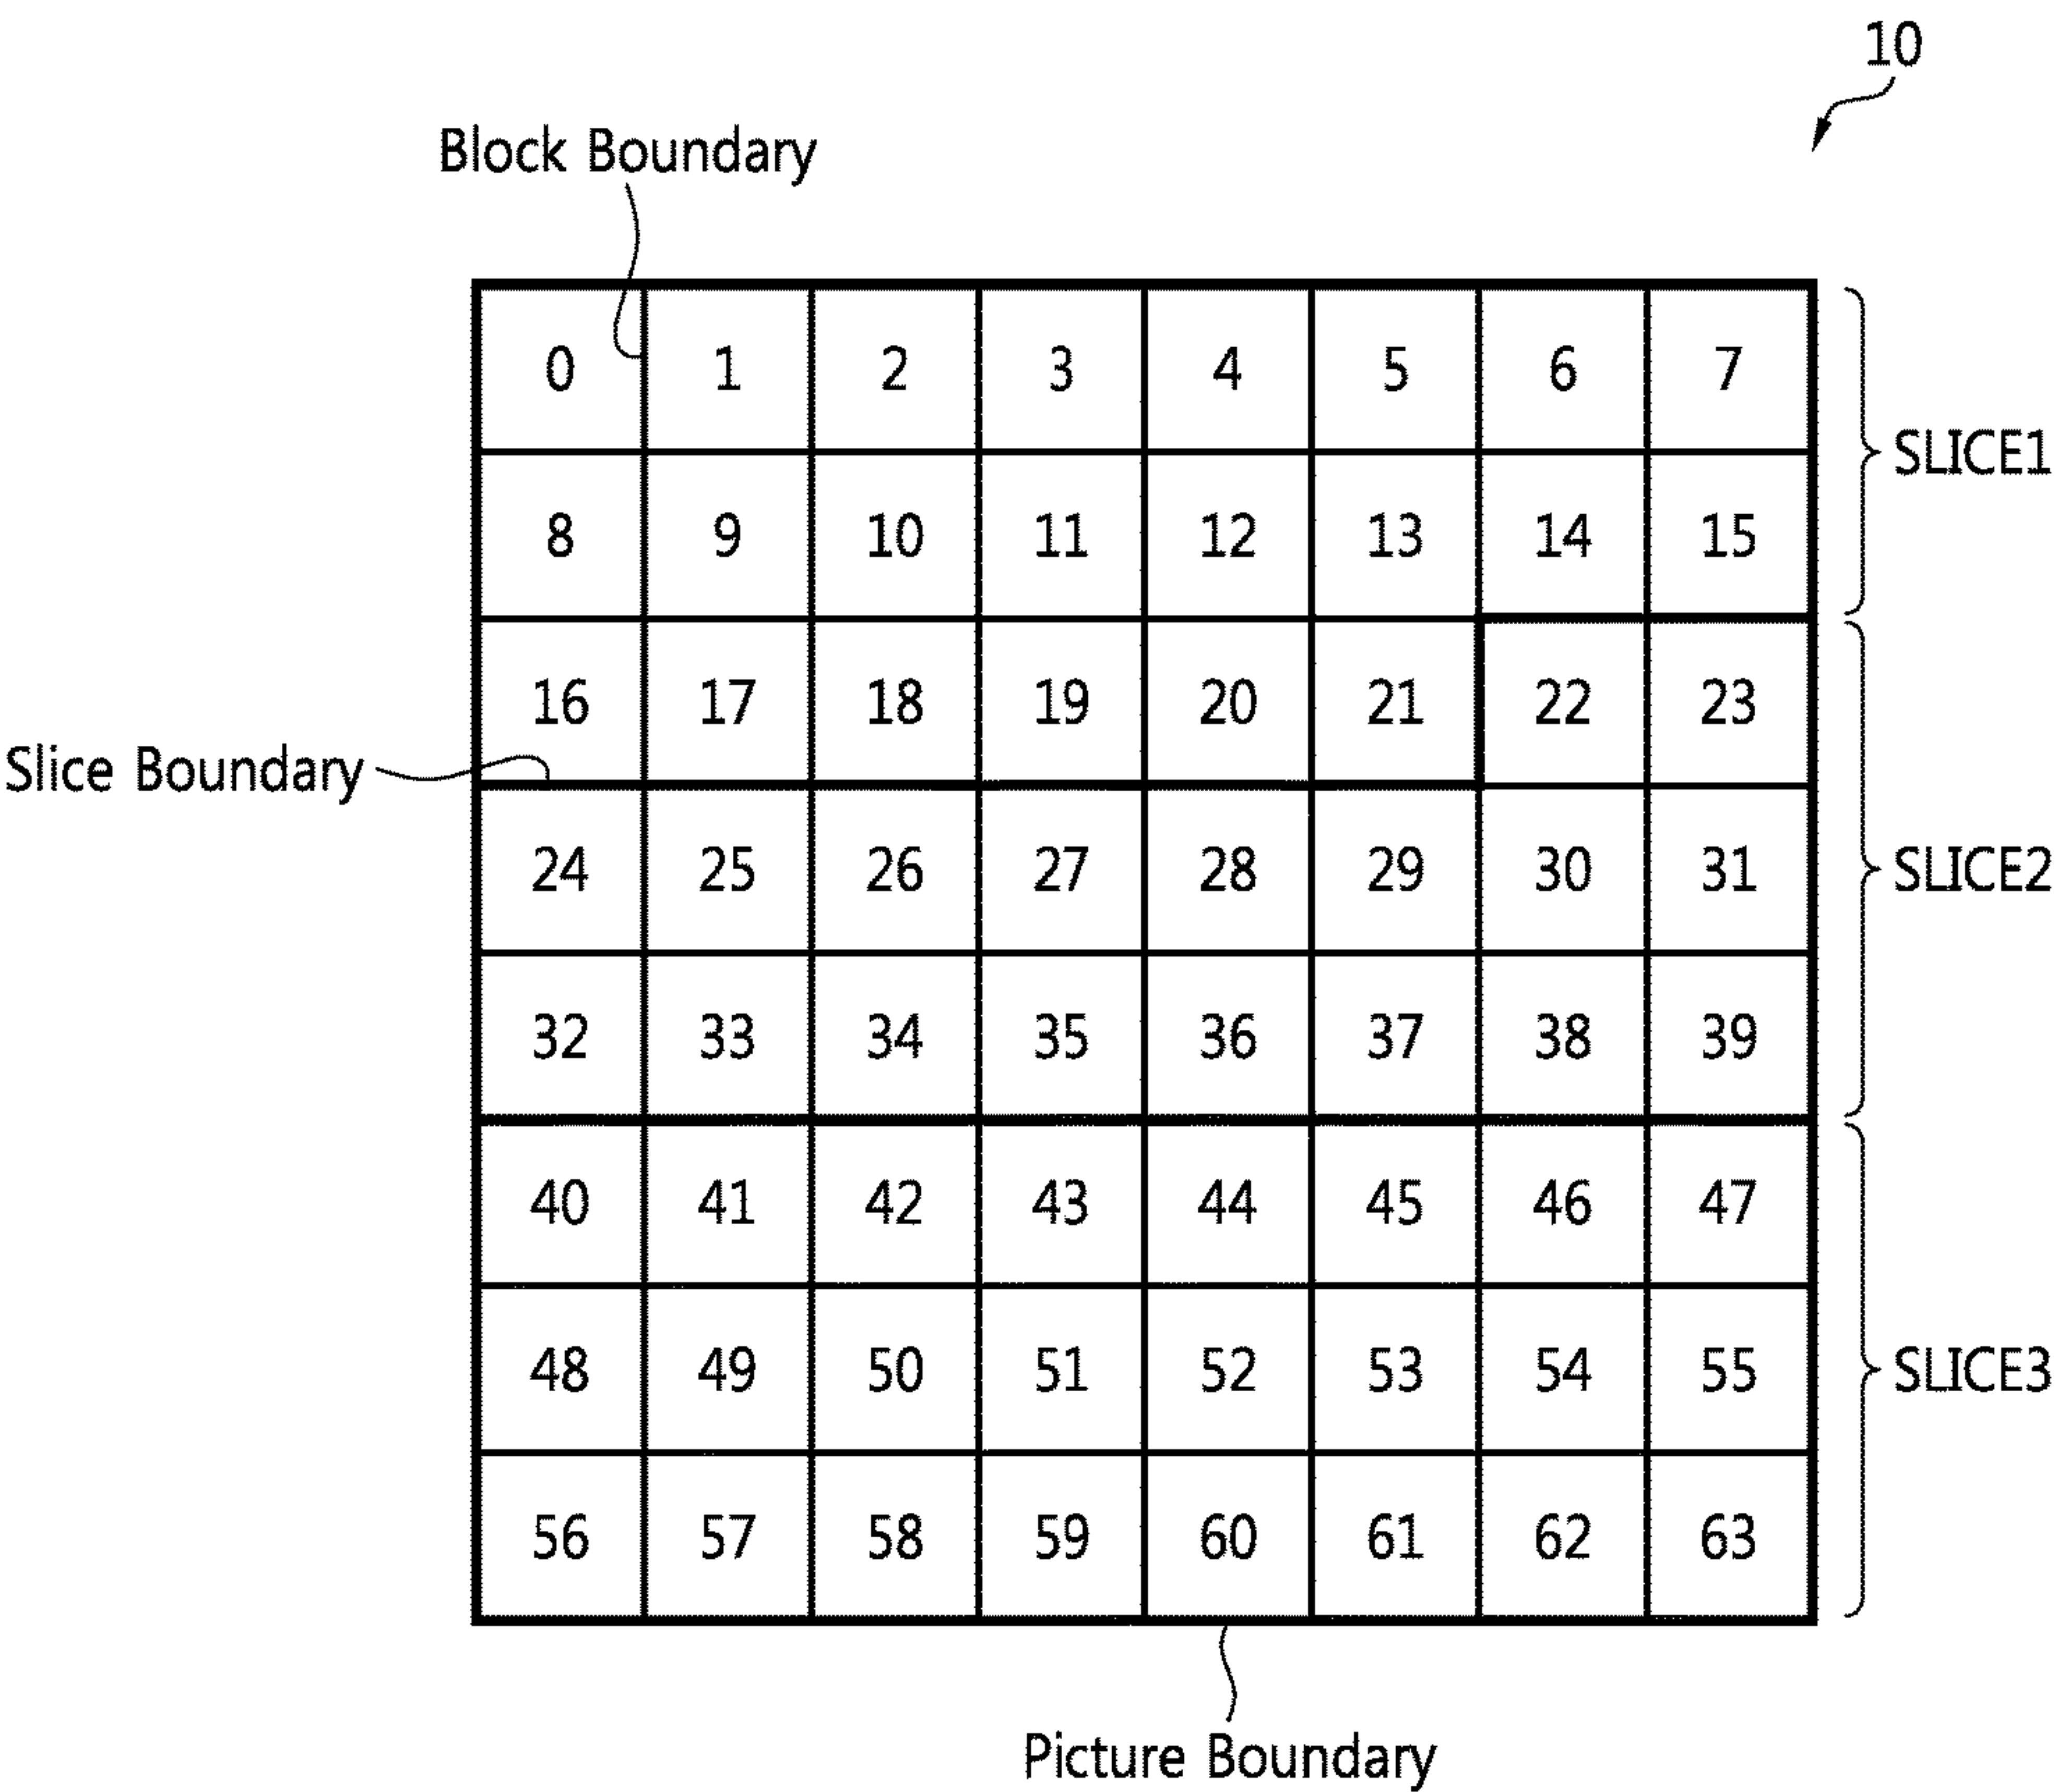 10
Block Boundary
0 1 2 3 4 5 6 7
SLICE1
8 9 10 11 12 13 14 15
16 17 18 19 20 21 22 23
Slice Boundary
24 25 26 27 28 29 30 31
SLICE2
32 33 34 35 36 37 38 39
40 41 42 43 44 45 46 47
48 49 50 51 52 53 54 55
SLICE3
56 57 58 59 60 61 62 63
Picture Boundary